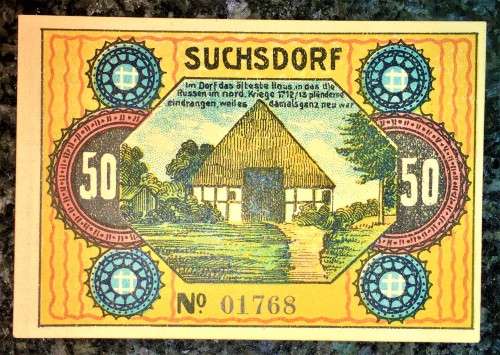 SUCHSDORF
Im Dorf das älteste Haus, in das die
Russen im nord. Kriege 1712/13 plündernd
eindrangen, weil es damals ganz neu war
50
50
No 01768